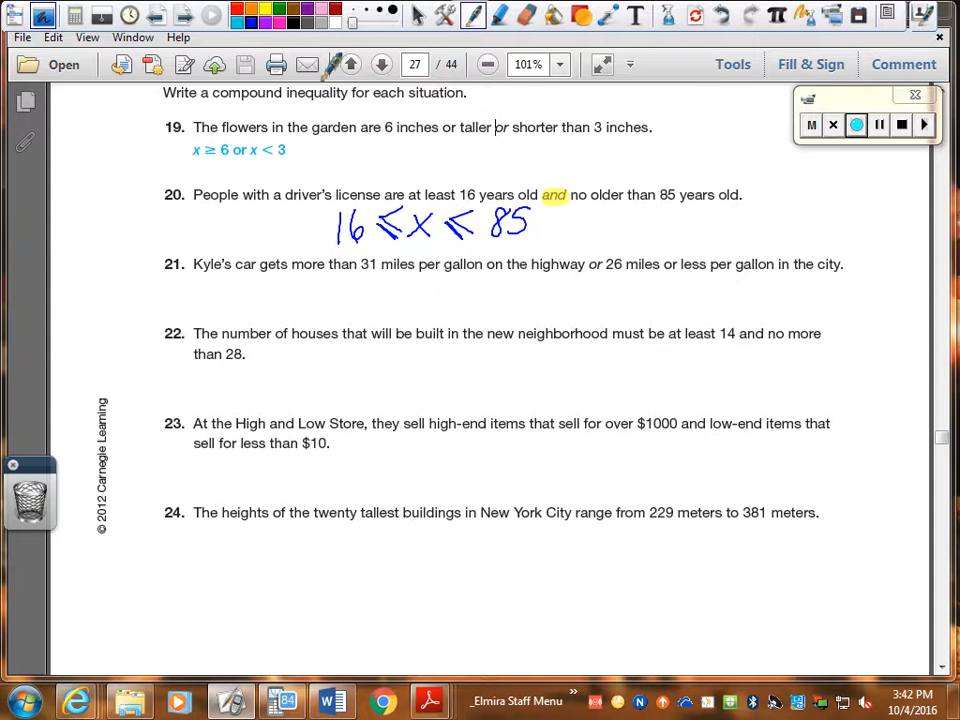 File Edit View Window Help
Open
27 / 44
101%
Tools
Fill & Sign
Comment
M
Write a compound inequality for each situation.
19. The flowers in the garden are 6 inches or taller or shorter than 3 inches.
x ≥ 6 or x < 3
20. People with a driver's license are at least 16 years old and no older than 85 years old.
16 ≤ x ≤ 85
21. Kyle's car gets more than 31 miles per gallon on the highway or 26 miles or less per gallon in the city.
22. The number of houses that will be built in the new neighborhood must be at least 14 and no more
than 28.
23. At the High and Low Store, they sell high-end items that sell for over $1000 and low-end items that
sell for less than $10.
24. The heights of the twenty tallest buildings in New York City range from 229 meters to 381 meters.
© 2012 Carnegie Learning
84
_Elmira Staff Menu
3:42 PM
10/4/2016